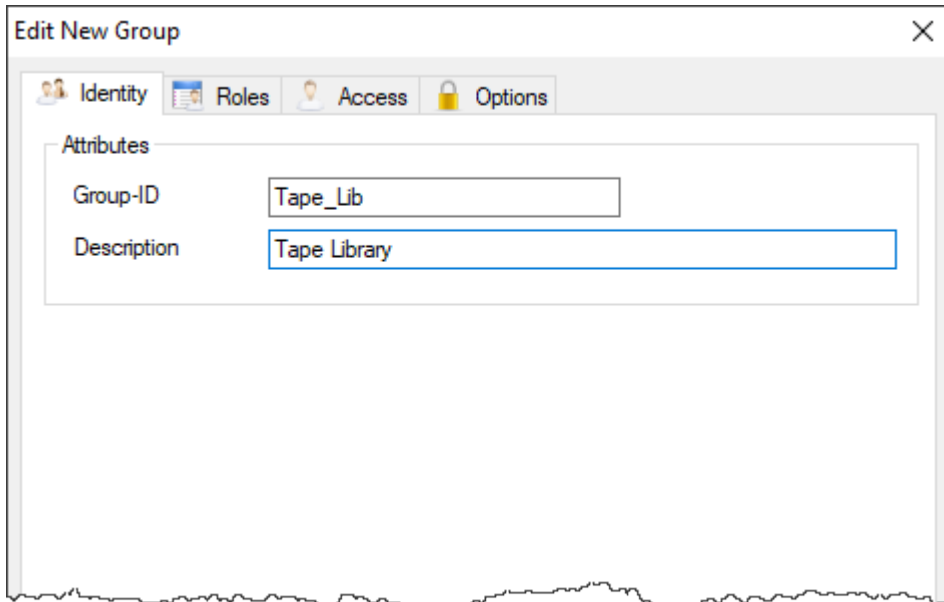 Edit New Group
Identity Roles Access Options
Attributes
Group-ID Tape_Lib
Description Tape Library